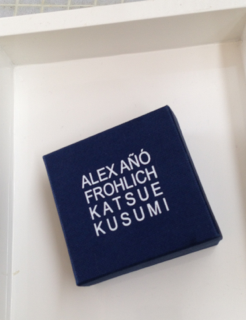 ALEX AÑÓ
FROHLICH
KATSUE
KUSUMI